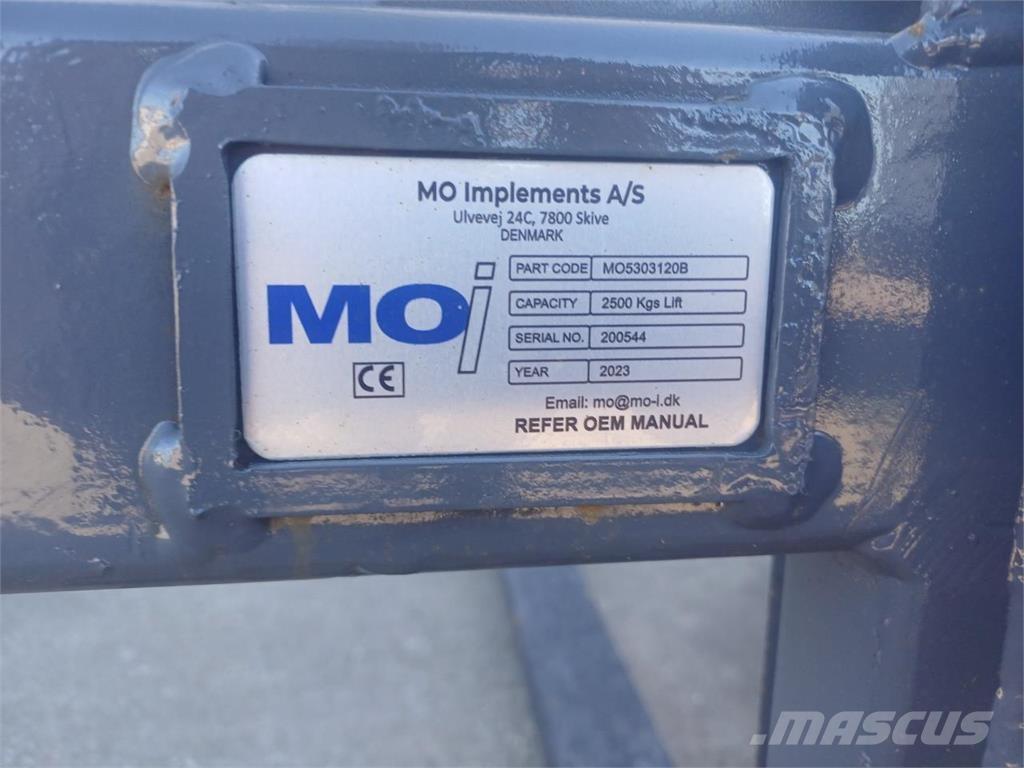 MO Implements A/S
Ulvevej 24C, 7800 Skive
DENMARK
MOi
PART CODE MO5303120B
CAPACITY 2500 Kgs Lift
SERIAL NO. 200544
YEAR 2023
CE
Email: mo@mo-i.dk
REFER OEM MANUAL
MASCUS